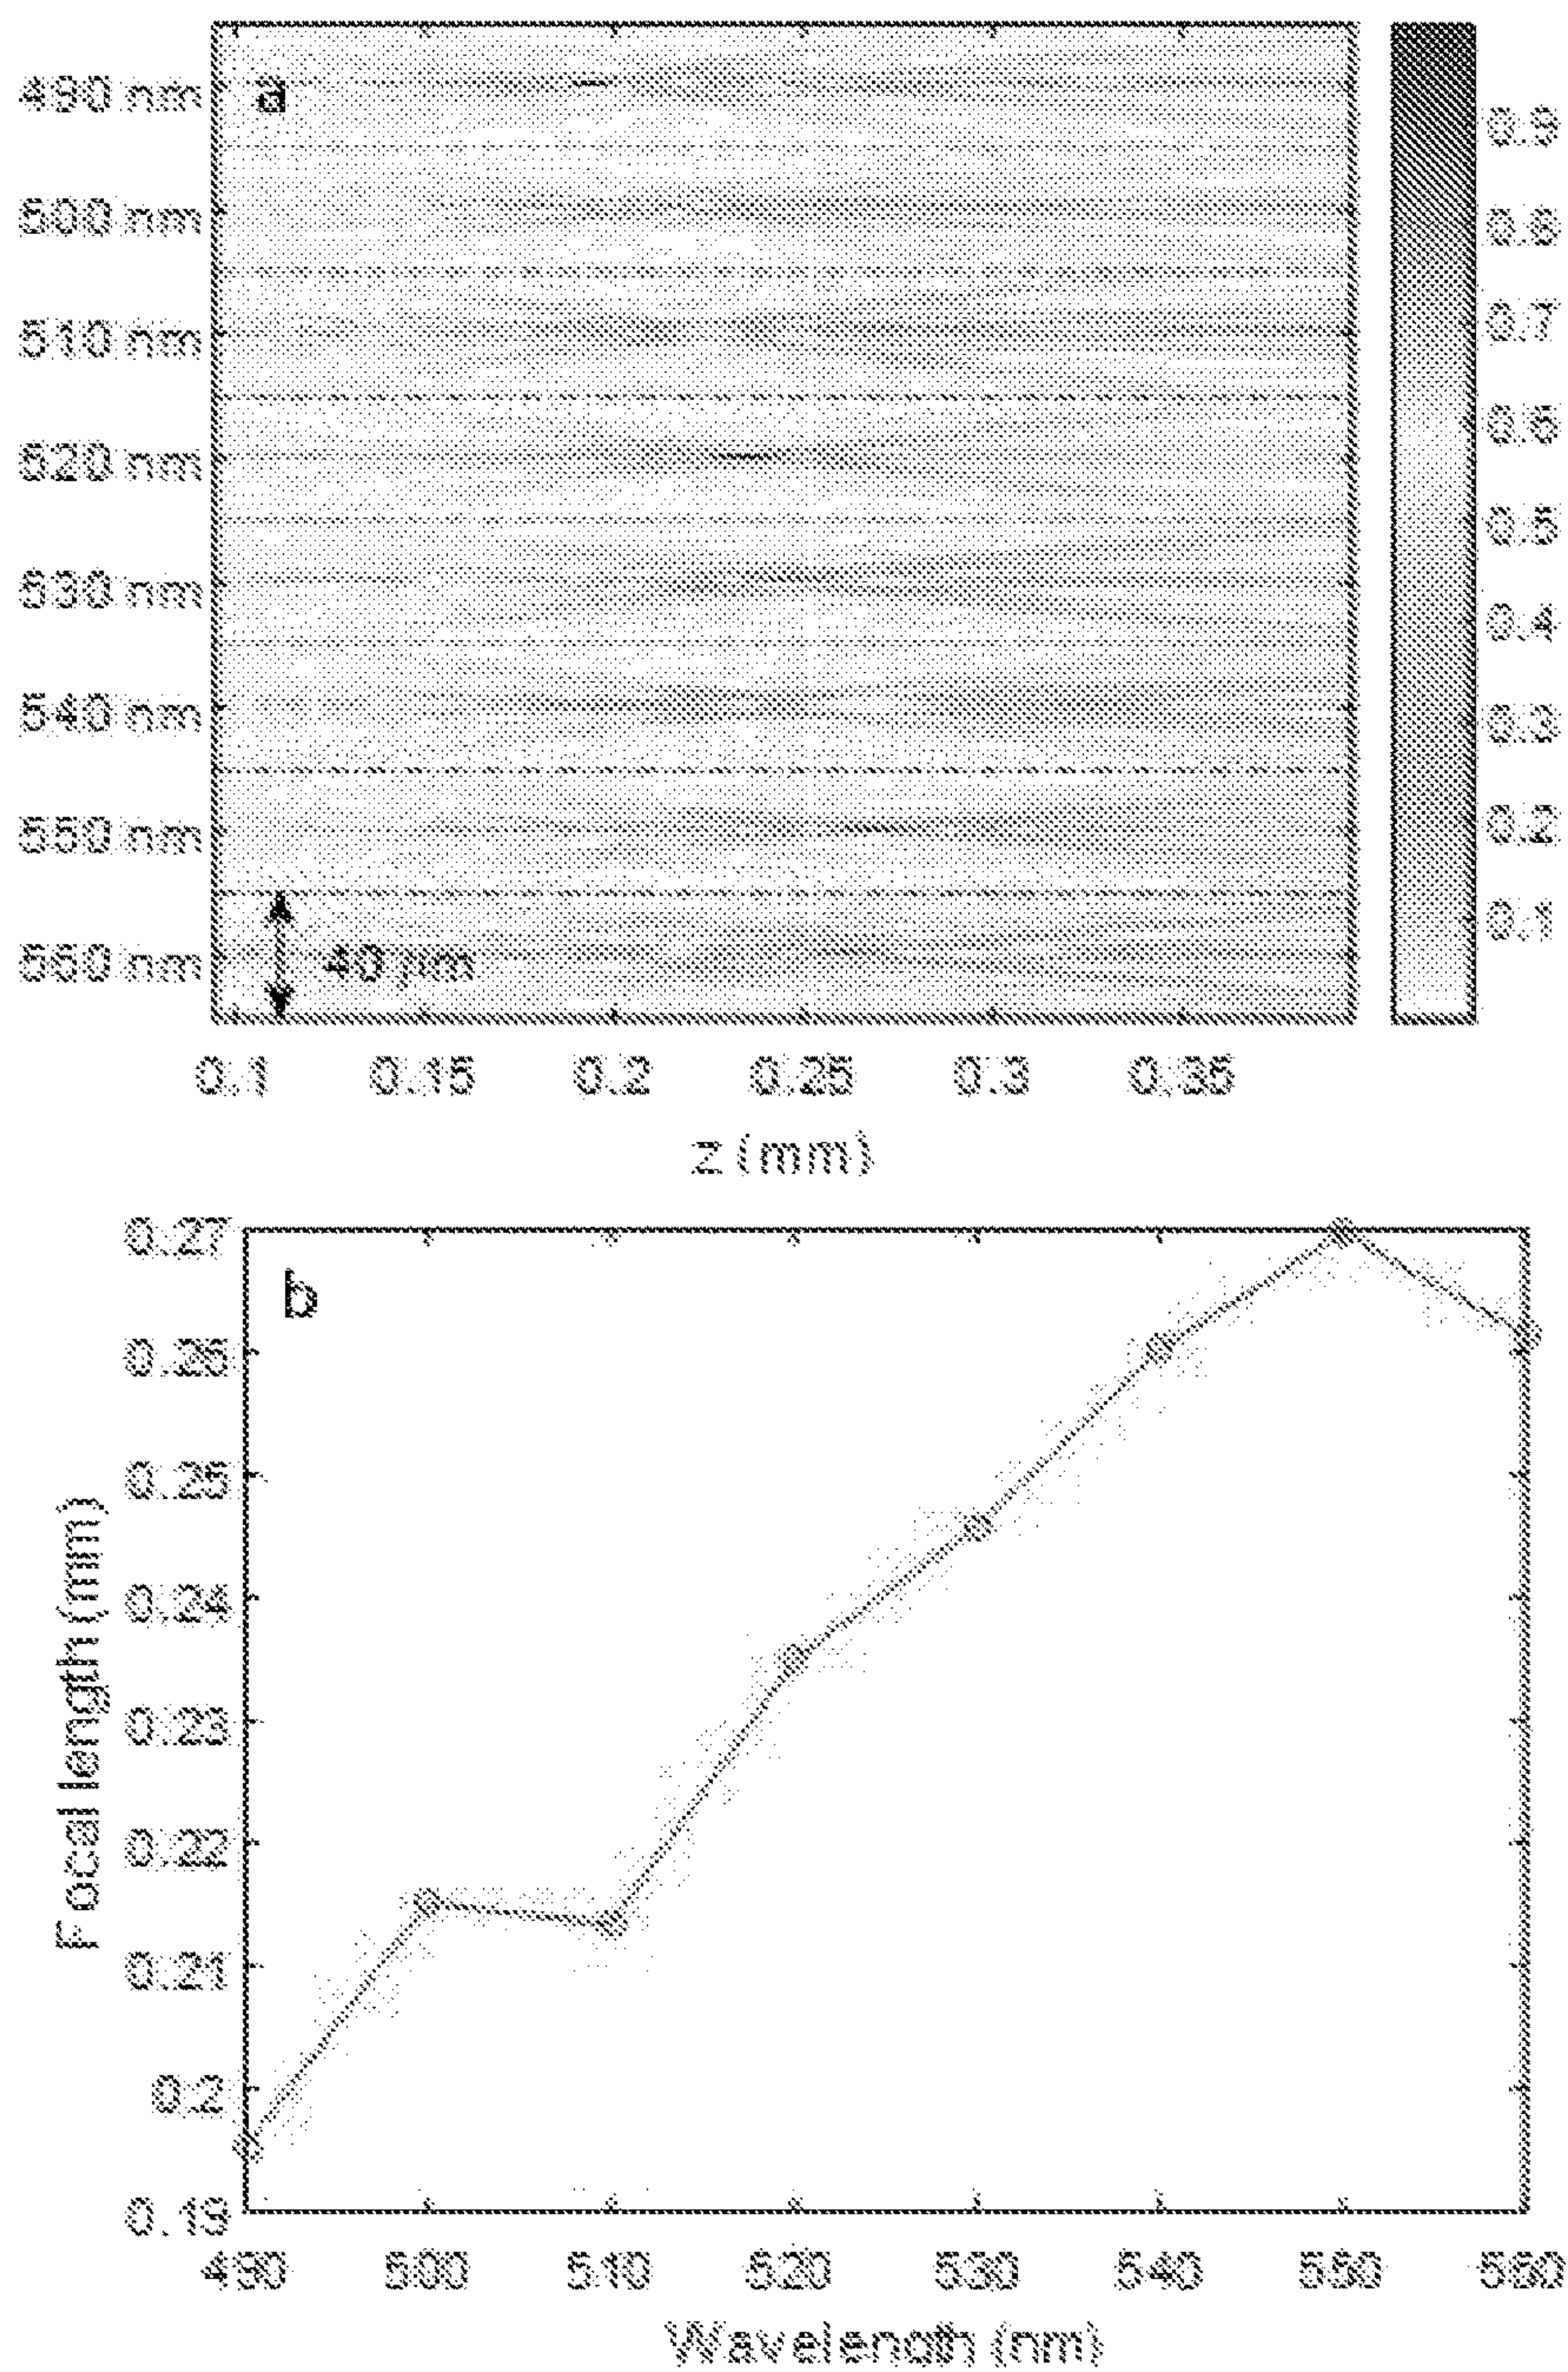 a
490 nm
500 nm
510 nm
520 nm
530 nm
540 nm
550 nm
560 nm
40 μm
0.1 0.15 0.2 0.25 0.3 0.35
z (mm)
0.9
0.8
0.7
0.6
0.5
0.4
0.3
0.2
0.1
b
0.27
0.26
0.25
0.24
0.23
0.22
0.21
0.2
0.19
Focal length (mm)
490 500 510 520 530 540 550 560
Wavelength (nm)